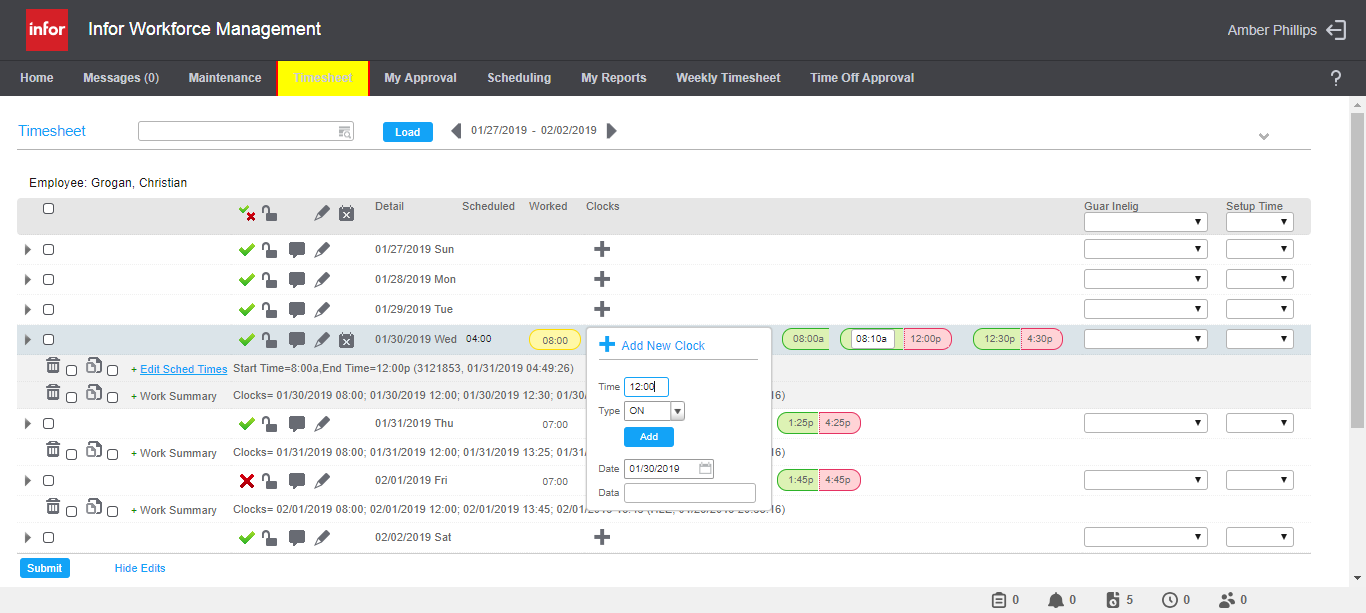 infor Infor Workforce Management Amber Phillips
Home Messages (0) Maintenance Timesheet My Approval Scheduling My Reports Weekly Timesheet Time Off Approval ?
Timesheet Load 01/27/2019 - 02/02/2019
Employee: Grogan, Christian
Detail Scheduled Worked Clocks Guar Inelig Setup Time
01/27/2019 Sun
01/28/2019 Mon
01/29/2019 Tue
01/30/2019 Wed 04:00 08:00 08:00a 08:10a 12:00p 12:30p 4:30p
Add New Clock
Time 12:00
Type ON
Add
Date 01/30/2019
Data
+ Edit Sched Times Start Time=8:00a,End Time=12:00p (3121853, 01/31/2019 04:49:26)
+ Work Summary Clocks= 01/30/2019 08:00; 01/30/2019 12:00; 01/30/2019 12:30; 01/30/ 16)
01/31/2019 Thu 07:00 1:25p 4:25p
+ Work Summary Clocks= 01/31/2019 08:00; 01/31/2019 12:00; 01/31/2019 13:25; 01/31/ 16)
02/01/2019 Fri 07:00 1:45p 4:45p
+ Work Summary Clocks= 02/01/2019 08:00; 02/01/2019 12:00; 02/01/2019 13:45; 02/01/ 16)
02/02/2019 Sat
Submit Hide Edits
0 0 5 0 0